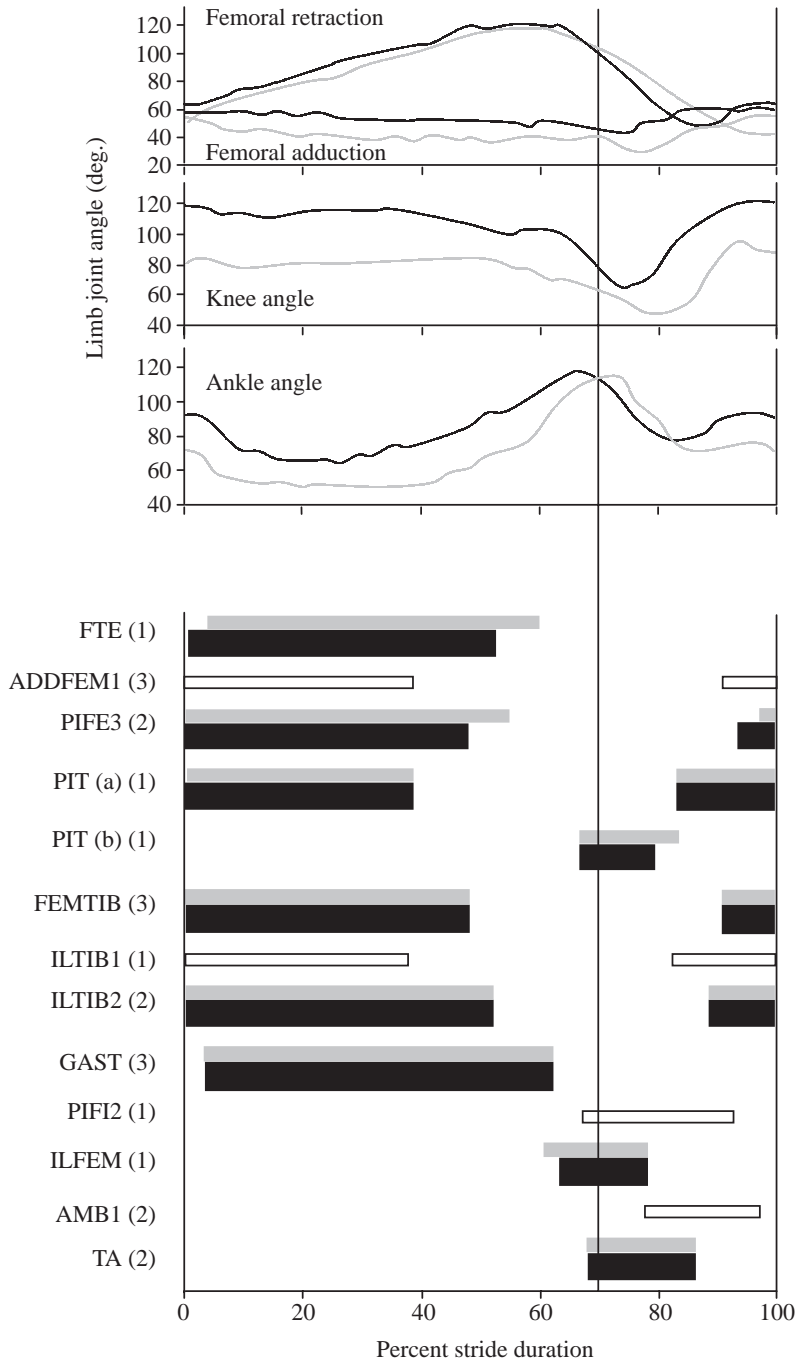 Limb joint angle (deg.)
Femoral retraction
120
100
80
60
40
20
Femoral adduction
120
100
80
60
40
Knee angle
120
100
80
60
40
Ankle angle
FTE (1)
ADDFEM1 (3)
PIFE3 (2)
PIT (a) (1)
PIT (b) (1)
FEMTIB (3)
ILTIB1 (1)
ILTIB2 (2)
GAST (3)
PIFI2 (1)
ILFEM (1)
AMB1 (2)
TA (2)
0 20 40 60 80 100
Percent stride duration